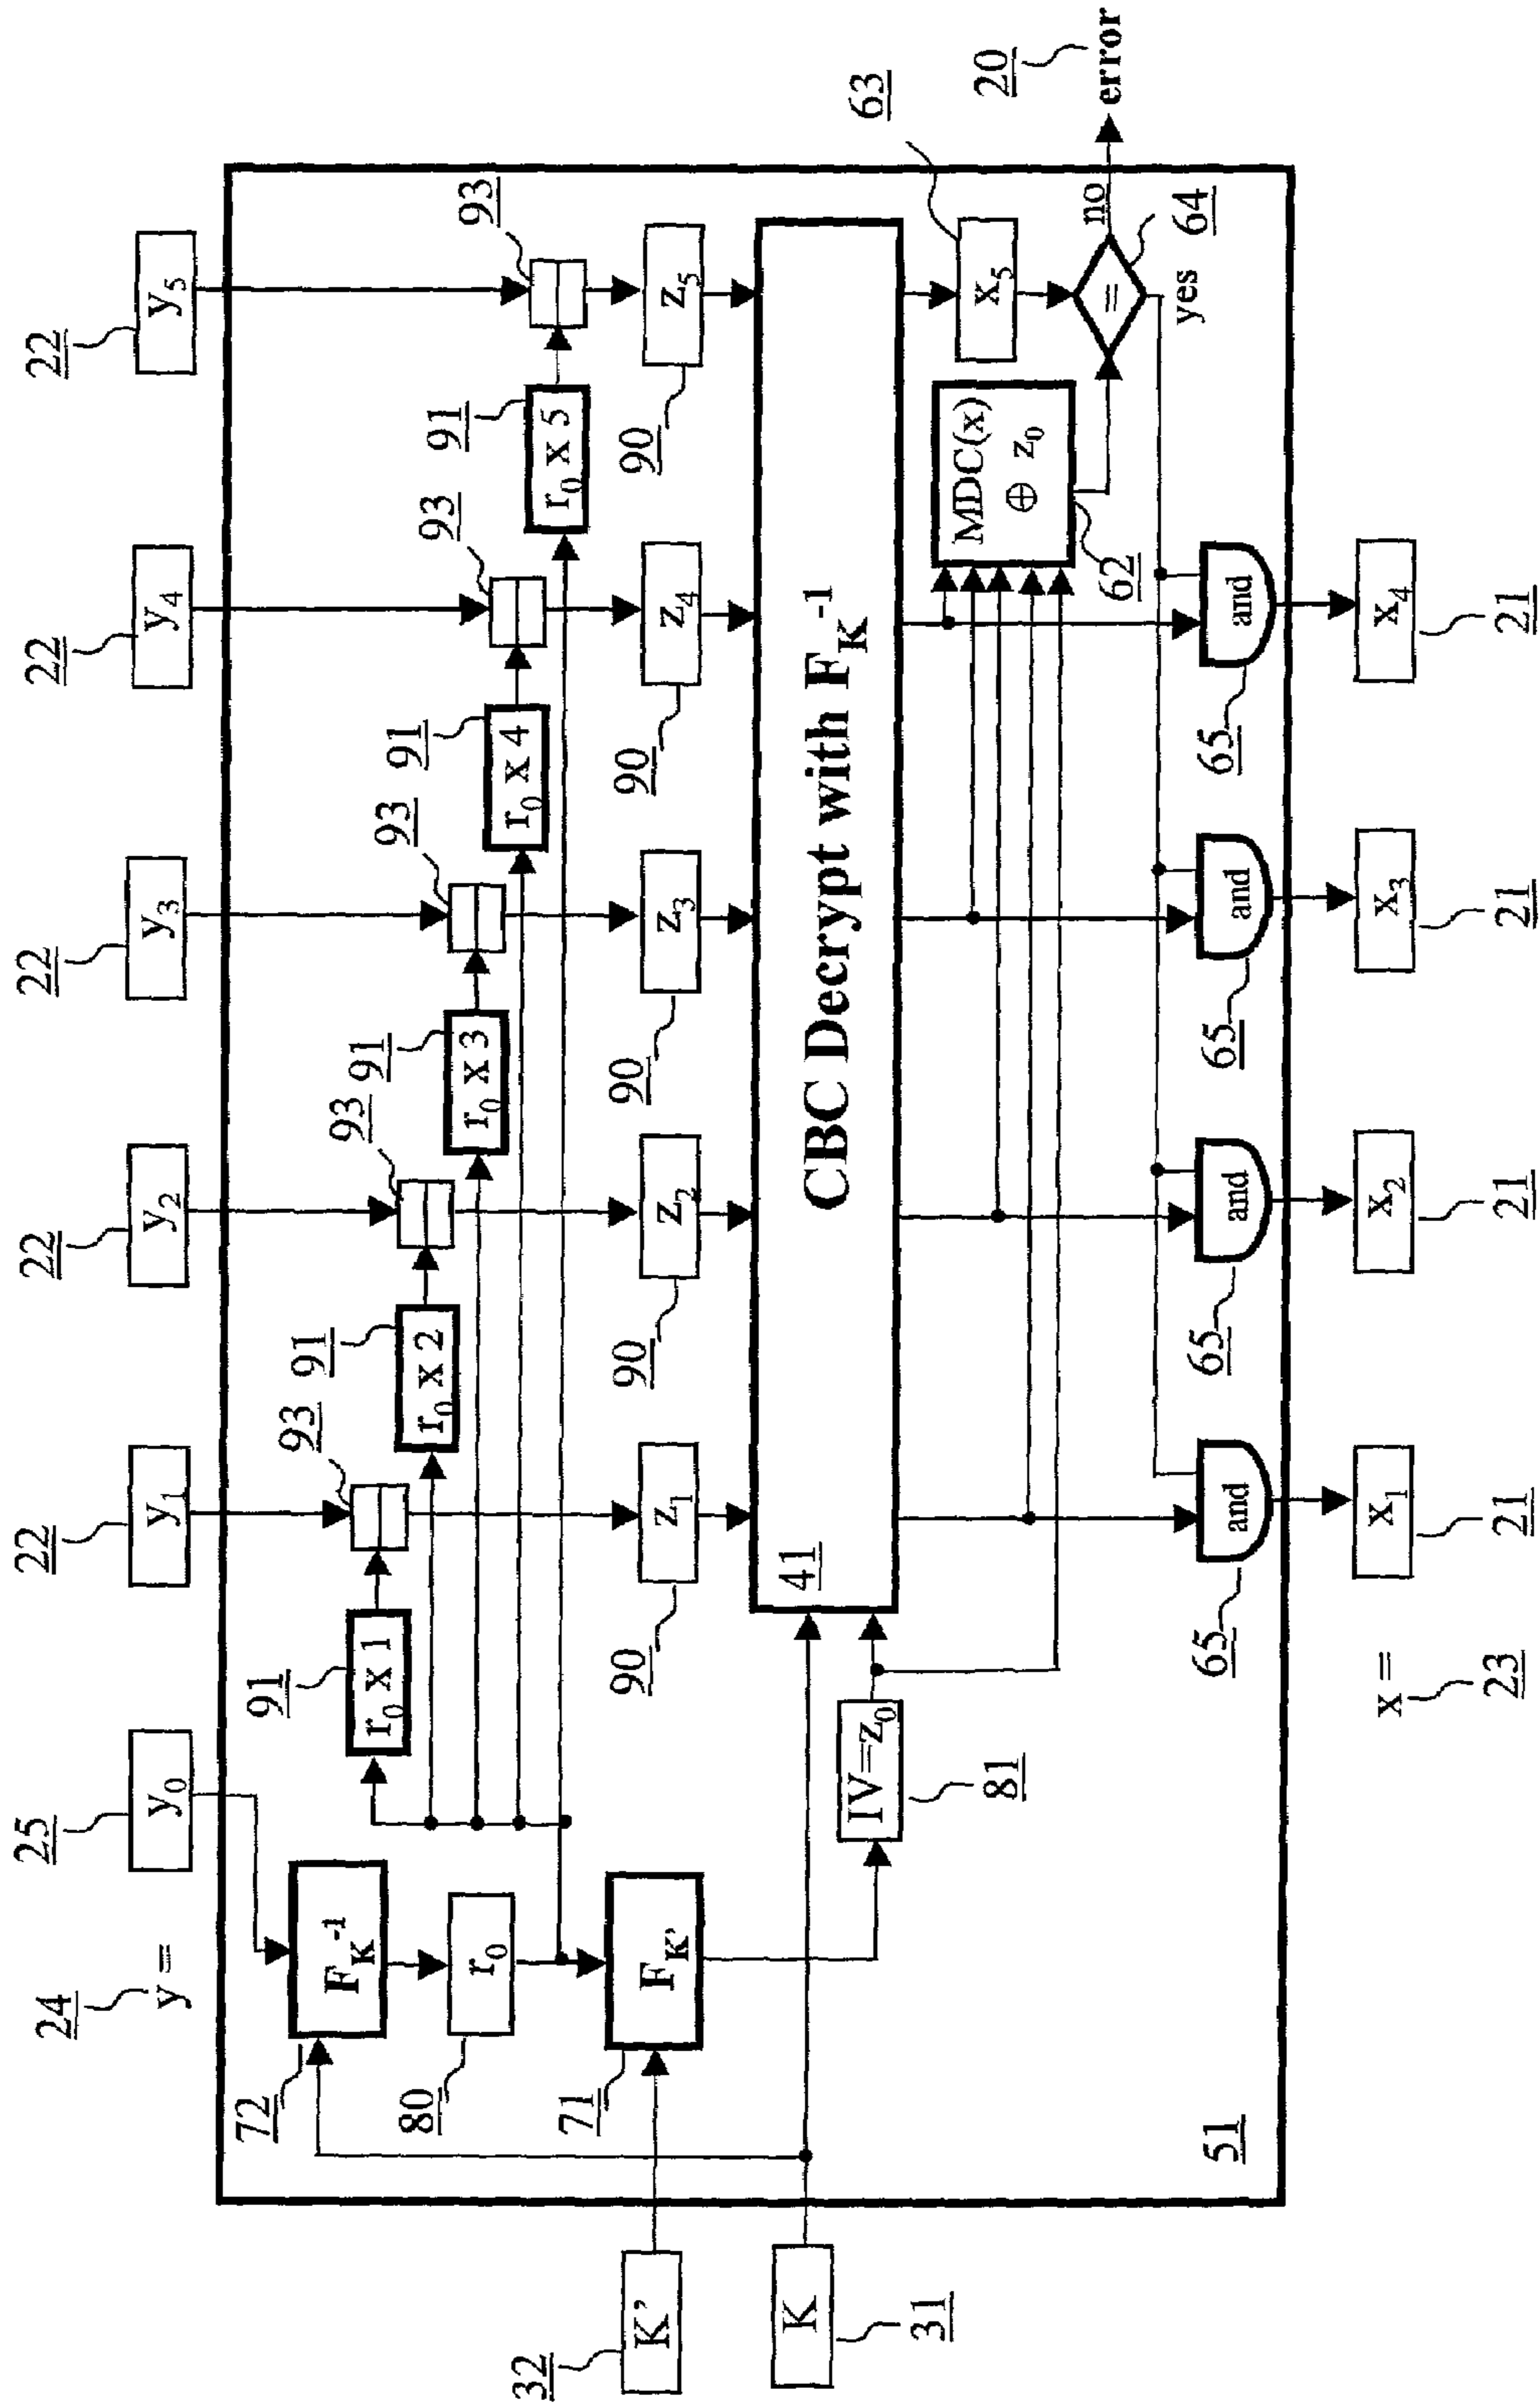 24 25 22 22 22 22 22
y = y₀ y₁ y₂ y₃ y₄ y₅
72 F_K⁻¹
80 r₀
71 F_K'
91 r₀ x 1 93
91 r₀ x 2 93
91 r₀ x 3 93
91 r₀ x 4 93
91 r₀ x 5 93
z₁ z₂ z₃ z₄ z₅
90 90 90 90 90
32 K'
K 31
IV=z₀ 81
41 CBC Decrypt with F_K⁻¹
MDC(x)
⊕ z₀
62
x₅ 63
= 64
no
yes
error 20
and and and and
65 65 65 65
51
x = x₁ x₂ x₃ x₄
23 21 21 21 21